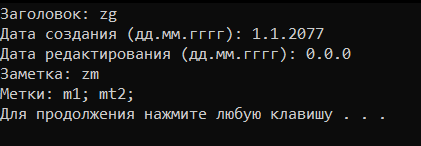 Заголовок: zg
Дата создания (дд.мм.гггг): 1.1.2077
Дата редактирования (дд.мм.гггг): 0.0.0
Заметка: zm
Метки: m1; mt2;
Для продолжения нажмите любую клавишу . . .